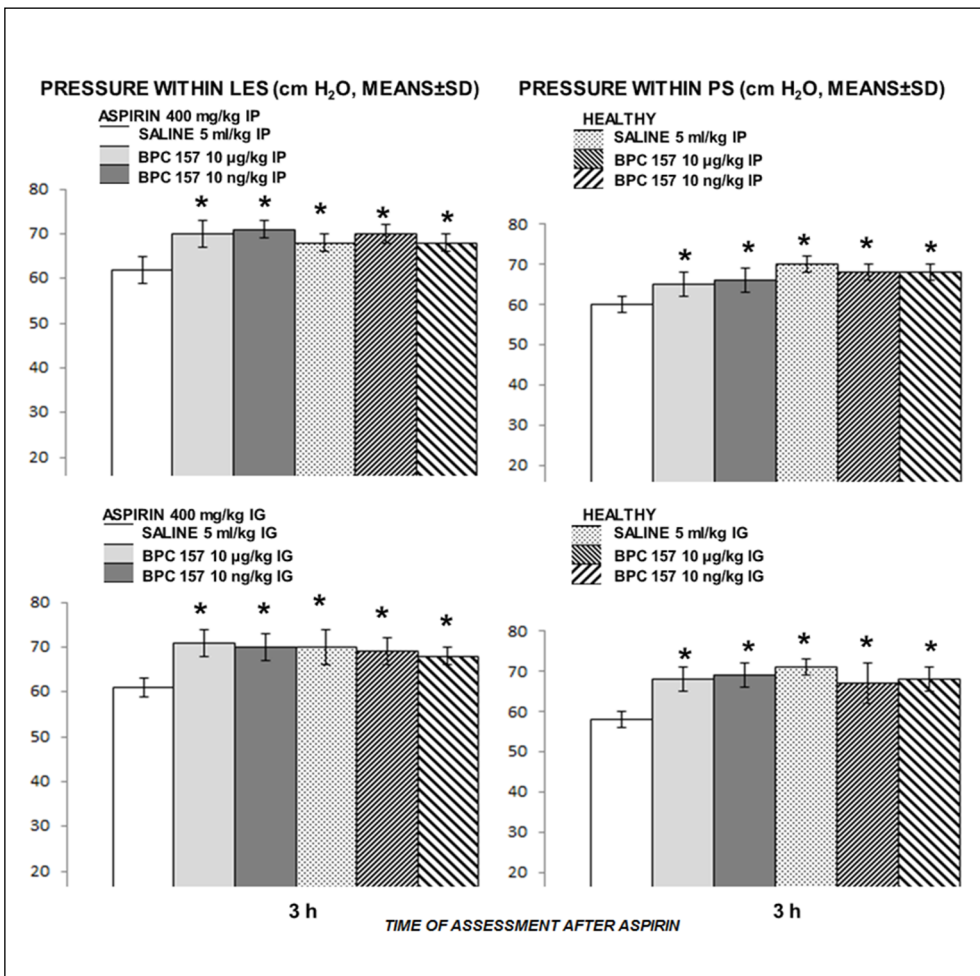 PRESSURE WITHIN LES (cm H₂O, MEANS±SD)
ASPIRIN 400 mg/kg IP
SALINE 5 ml/kg IP
BPC 157 10 µg/kg IP
BPC 157 10 ng/kg IP
80
70
60
50
40
30
20
* * * * *
PRESSURE WITHIN PS (cm H₂O, MEANS±SD)
HEALTHY
SALINE 5 ml/kg IP
BPC 157 10 µg/kg IP
BPC 157 10 ng/kg IP
80
70
60
50
40
30
20
* * * * *
ASPIRIN 400 mg/kg IG
SALINE 5 ml/kg IG
BPC 157 10 µg/kg IG
BPC 157 10 ng/kg IG
80
70
60
50
40
30
20
* * * * *
3 h
HEALTHY
SALINE 5 ml/kg IG
BPC 157 10 µg/kg IG
BPC 157 10 ng/kg IG
80
70
60
50
40
30
20
* * * * *
3 h
TIME OF ASSESSMENT AFTER ASPIRIN